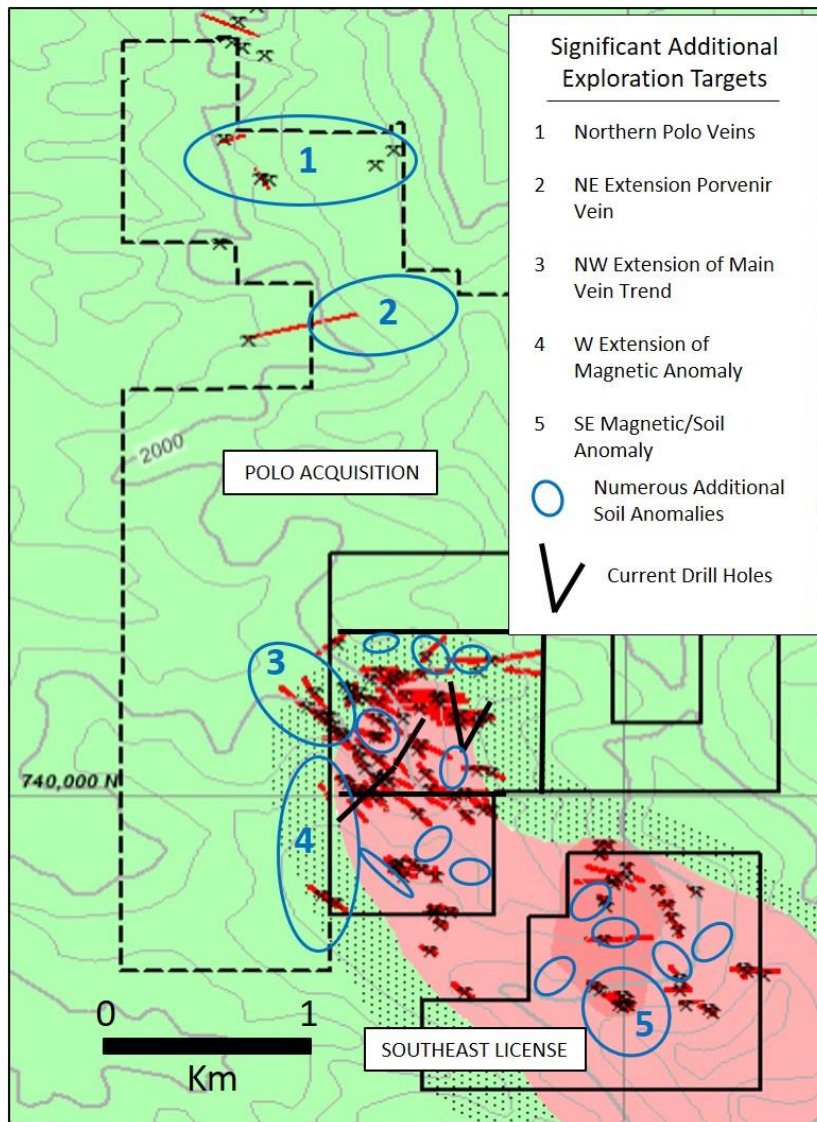 Significant Additional
Exploration Targets
1 Northern Polo Veins
2 NE Extension Porvenir
Vein
3 NW Extension of Main
Vein Trend
4 W Extension of
Magnetic Anomaly
5 SE Magnetic/Soil
Anomaly
Numerous Additional
Soil Anomalies
Current Drill Holes
1
2
2000
POLO ACQUISITION
3
740,000 N
4
5
0 1
Km
SOUTHEAST LICENSE